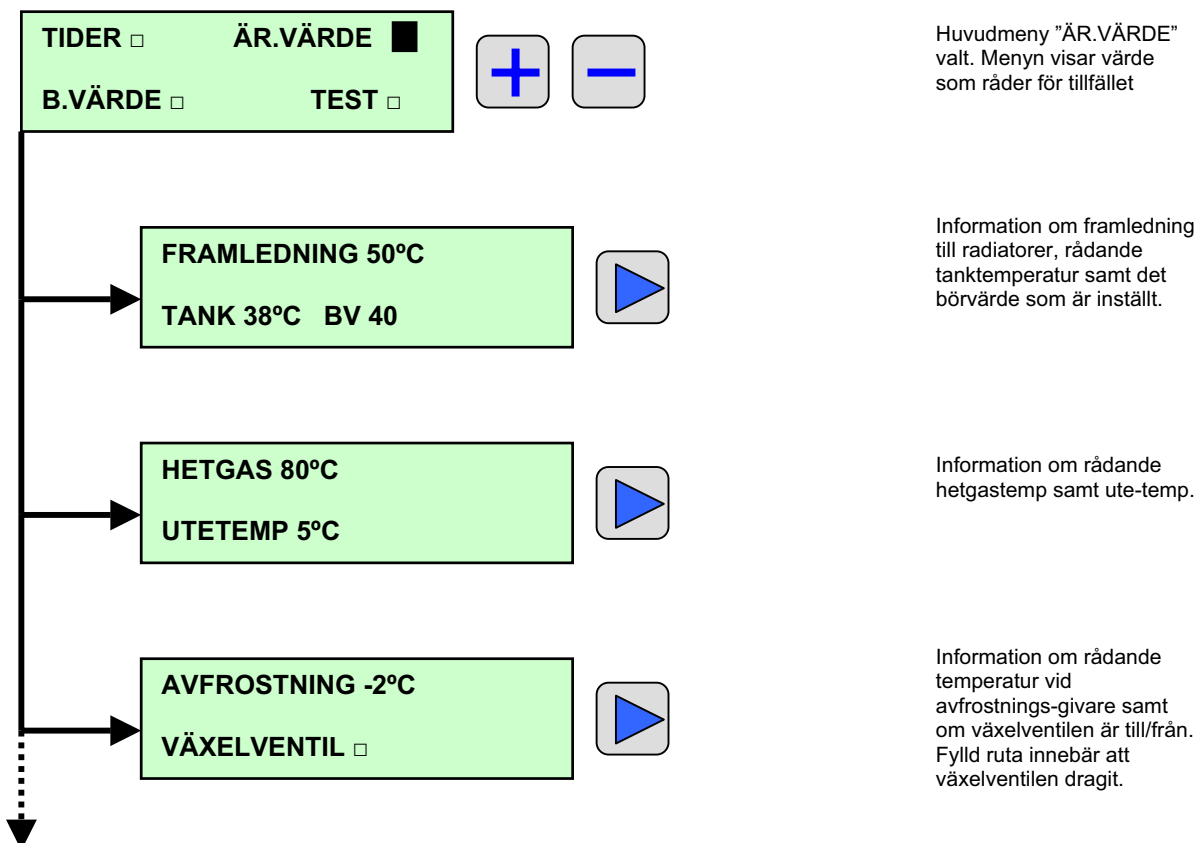 TIDER □ ÄR.VÄRDE ■
B.VÄRDE □ TEST □
Huvudmeny ”ÄR.VÄRDE”
valt. Menyn visar värde
som råder för tillfället
FRAMLEDNING 50ºC
TANK 38ºC BV 40
Information om framledning
till radiatorer, rådande
tanktemperatur samt det
börvärde som är inställt.
HETGAS 80ºC
UTETEMP 5ºC
Information om rådande
hetgastemp samt ute-temp.
AVFROSTNING -2ºC
VÄXELVENTIL □
Information om rådande
temperatur vid
avfrostnings-givare samt
om växelventilen är till/från.
Fylld ruta innebär att
växelventilen dragit.